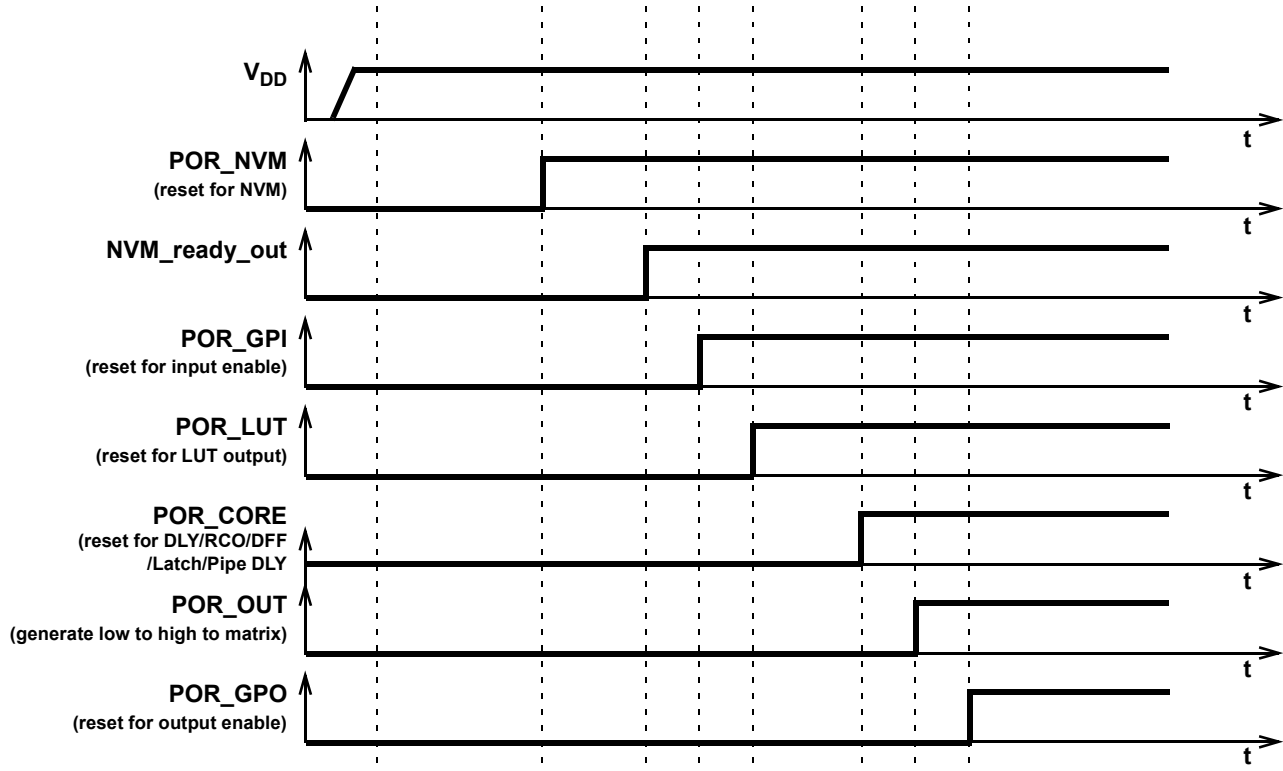 VDD
t
POR_NVM
(reset for NVM)
t
NVM_ready_out
t
POR_GPI
(reset for input enable)
t
POR_LUT
(reset for LUT output)
t
POR_CORE
(reset for DLY/RCO/DFF
/Latch/Pipe DLY
t
POR_OUT
(generate low to high to matrix)
t
POR_GPO
(reset for output enable)
t